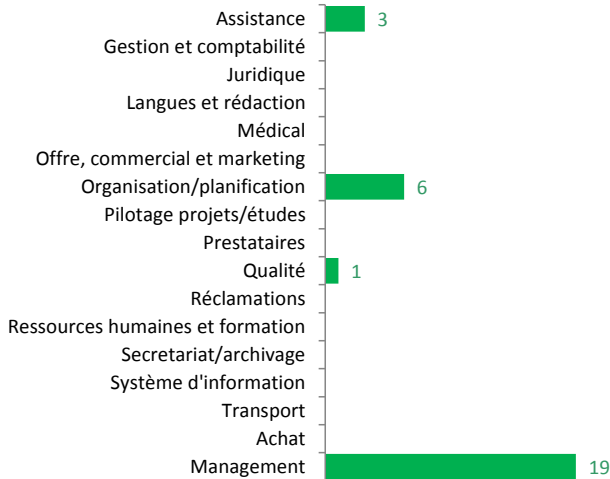 Assistance 3
Gestion et comptabilité
Juridique
Langues et rédaction
Médical
Offre, commercial et marketing
Organisation/planification 6
Pilotage projets/études
Prestataires
Qualité 1
Réclamations
Ressources humaines et formation
Secretariat/archivage
Système d'information
Transport
Achat
Management 19